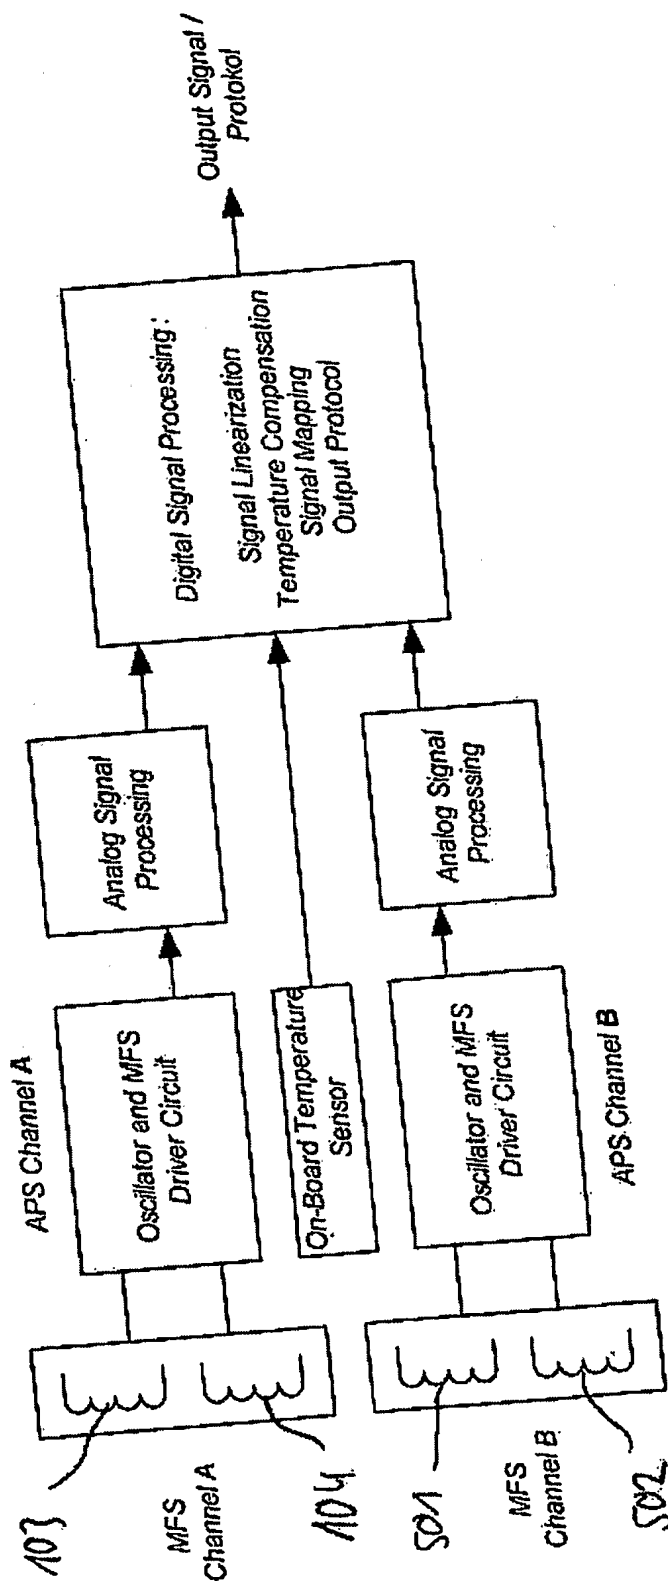 103
MFS
Channel A
104
501
MFS
Channel B
502
APS Channel A
Oscillator and MFS
Driver Circuit
On-Board Temperature
Sensor
Oscillator and MFS
Driver Circuit
APS Channel B
Analog Signal
Processing
Analog Signal
Processing
Digital Signal Processing:
Signal Linearization
Temperature Compensation
Signal Mapping
Output Protocol
Output Signal /
Protokol